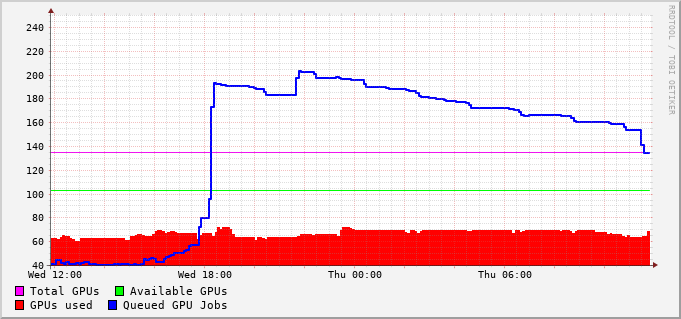 RRDTOOL / TOBI OETIKER
240
220
200
180
160
140
120
100
80
60
40
Wed 12:00 Wed 18:00 Thu 00:00 Thu 06:00
Total GPUs Available GPUs
GPUs used Queued GPU Jobs